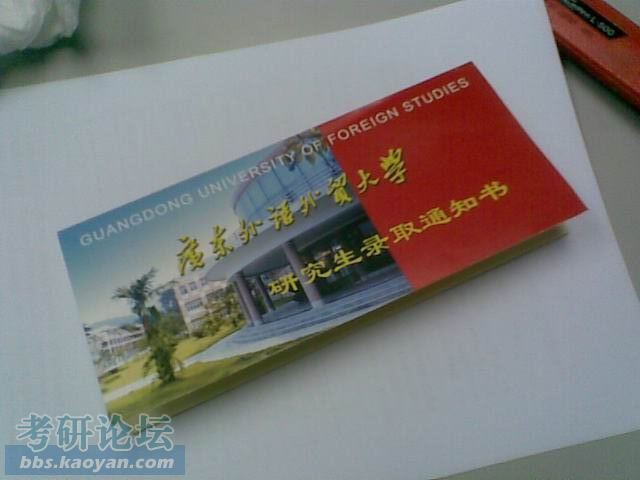 GUANGDONG UNIVERSITY OF FOREIGN STUDIES
廣东外语外贸大学
研究生录取通知书
考研论坛
bbs.kaoyan.com